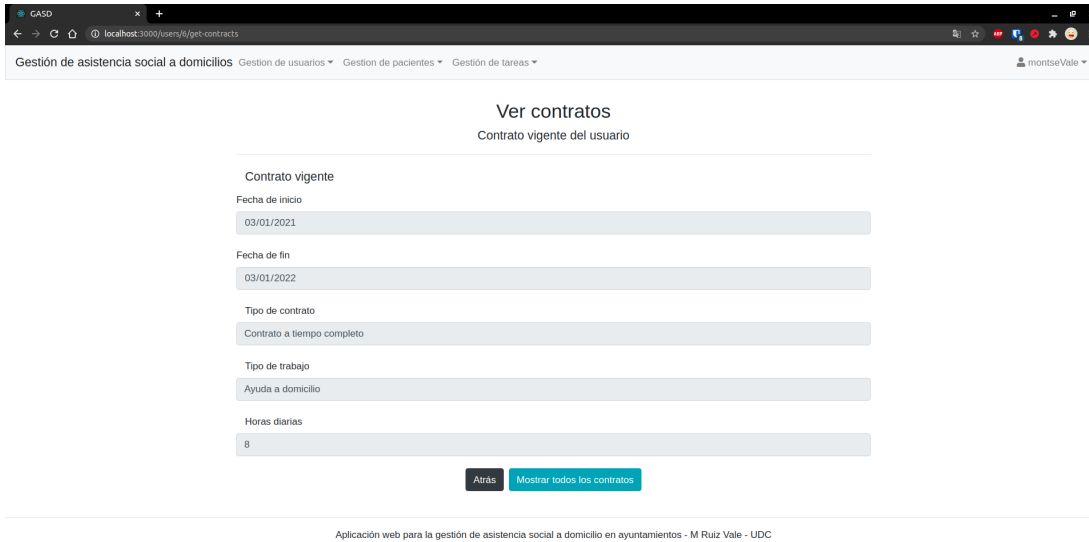 GASD
localhost:3000/users/6/get-contracts
Gestión de asistencia social a domicilios Gestion de usuarios Gestion de pacientes Gestión de tareas montseVale
Ver contratos
Contrato vigente del usuario
Contrato vigente
Fecha de inicio
03/01/2021
Fecha de fin
03/01/2022
Tipo de contrato
Contrato a tiempo completo
Tipo de trabajo
Ayuda a domicilio
Horas diarias
8
Atrás Mostrar todos los contratos
Aplicación web para la gestión de asistencia social a domicilio en ayuntamientos - M Ruiz Vale - UDC